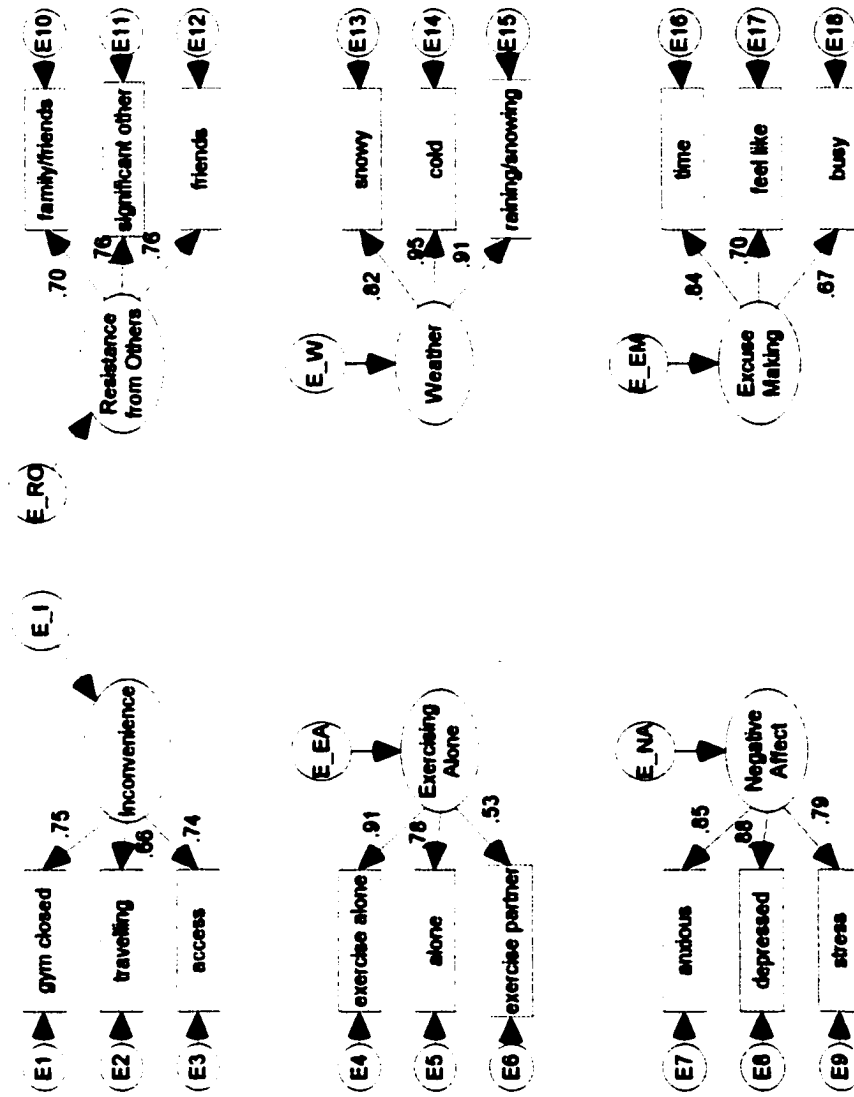 E1
gym closed
.75
E_I
E_RO
.70
family/friends
E10
E2
travelling
.66
Inconvenience
Resistance
from Others
.76
significant other
E11
E3
access
.74
.76
friends
E12
E4
exercise alone
.91
E_EA
E_W
.82
snowy
E13
E5
alone
.78
Exercising
Alone
Weather
.95
cold
E14
E6
exercise partner
.53
.91
raining/snowing
E15
E7
anxious
.85
E_NA
E_EM
.84
time
E16
E8
depressed
.88
Negative
Affect
Excuse
Making
.70
feel like
E17
E9
stress
.79
.67
busy
E18